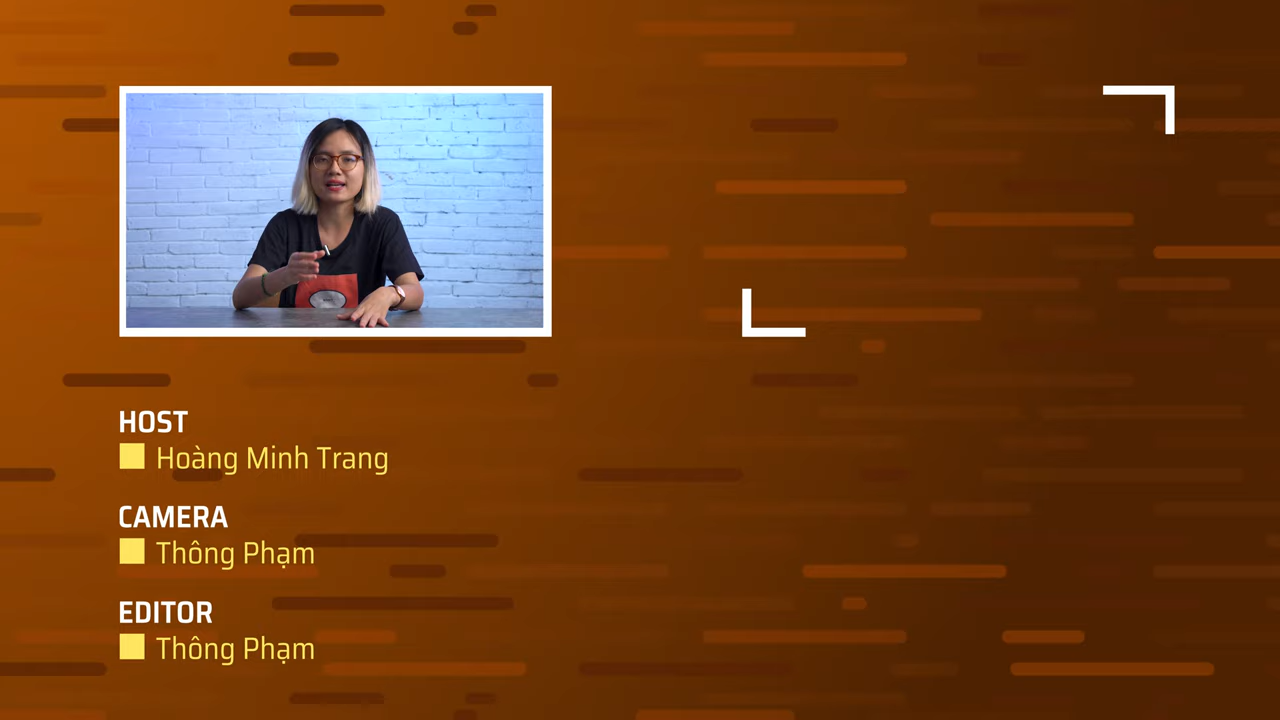 HOST
Hoàng Minh Trang
CAMERA
Thông Phạm
EDITOR
Thông Phạm